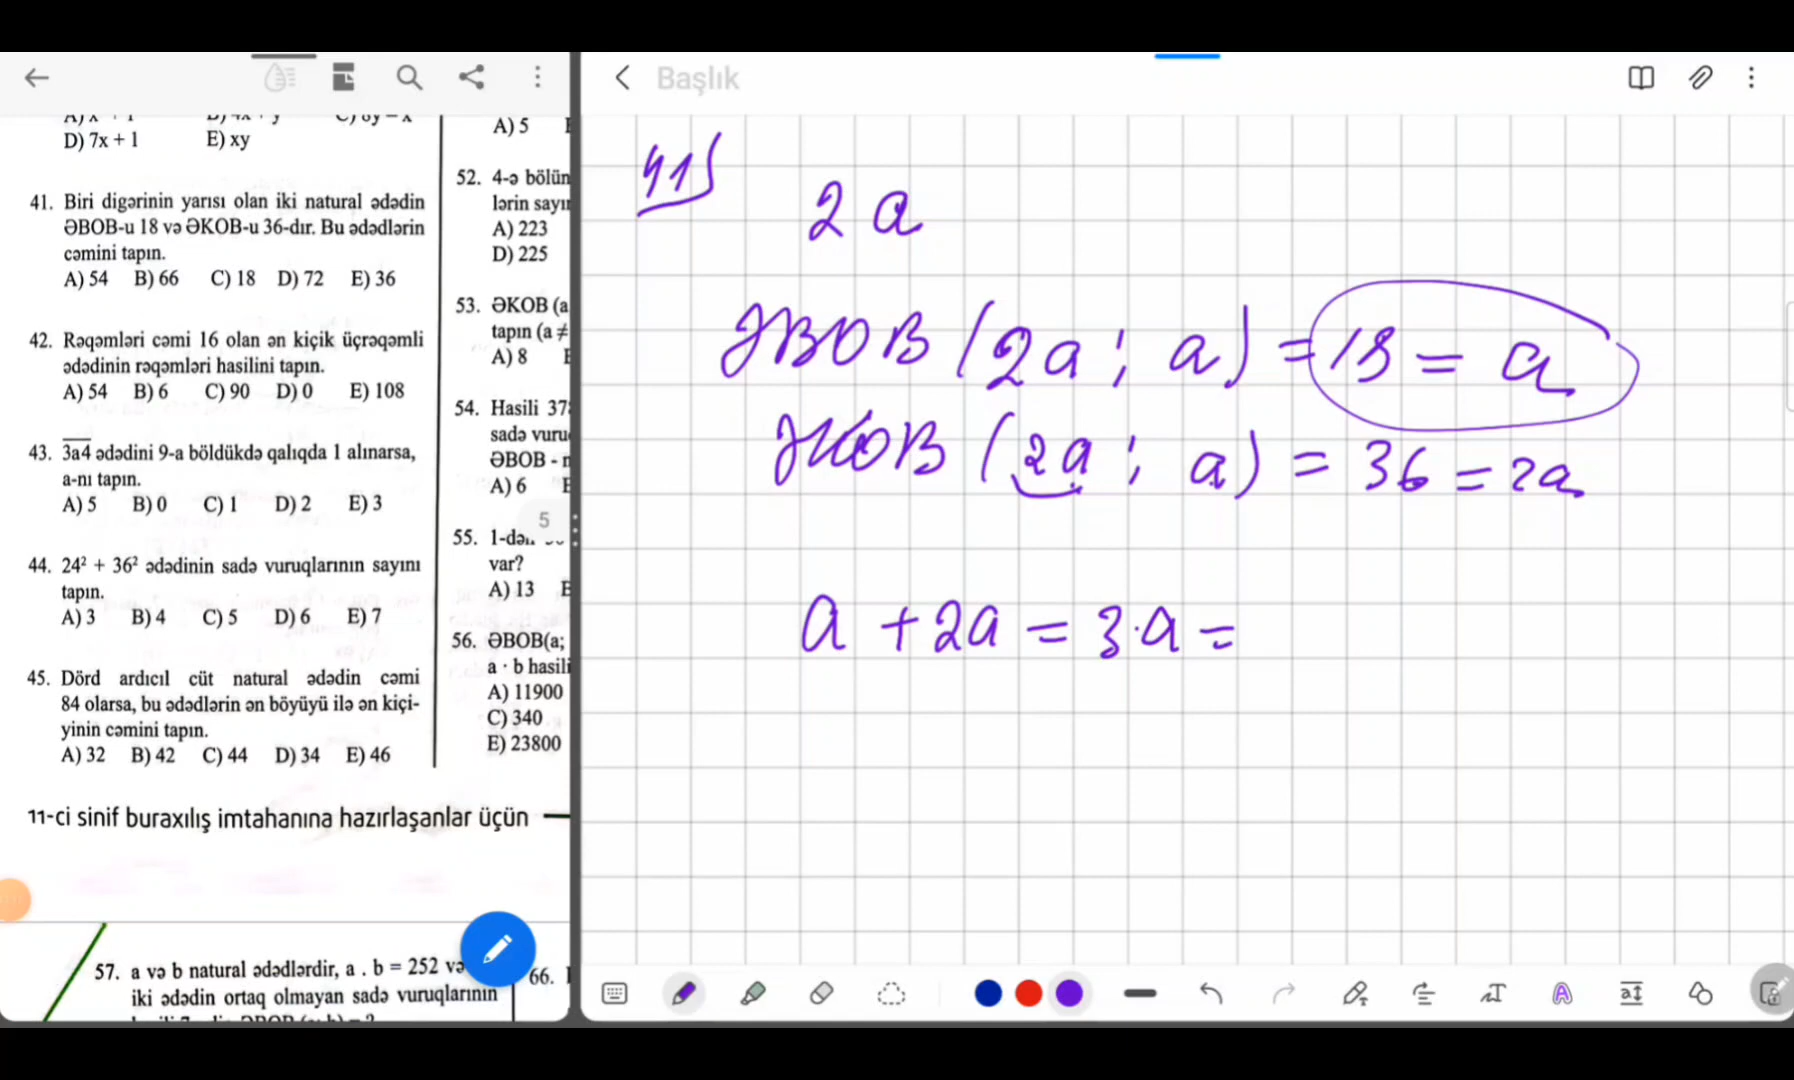 Başlık
D) 7x + 1 E) xy
41. Biri digərinin yarısı olan iki natural ədədin
ƏBOB-u 18 və ƏKOB-u 36-dır. Bu ədədlərin
cəmini tapın.
A) 54 B) 66 C) 18 D) 72 E) 36
42. Rəqəmləri cəmi 16 olan ən kiçik üçrəqəmli
ədədinin rəqəmləri hasilini tapın.
A) 54 B) 6 C) 90 D) 0 E) 108
43. 3a4 ədədini 9-a böldükdə qalıqda 1 alınarsa,
a-nı tapın.
A) 5 B) 0 C) 1 D) 2 E) 3
44. 24² + 36² ədədinin sadə vuruqlarının sayını
tapın.
A) 3 B) 4 C) 5 D) 6 E) 7
45. Dörd ardıcıl cüt natural ədədin cəmi
84 olarsa, bu ədədlərin ən böyüyü ilə ən kiçi-
yinin cəmini tapın.
A) 32 B) 42 C) 44 D) 34 E) 46
A) 5
52. 4-ə bölün
lərin sayı
A) 223
D) 225
53. ƏKOB (a
tapın (a ≠
A) 8
54. Hasili 37
sadə vuru
ƏBOB -
A) 6
5
55. 1-dən
var?
A) 13
56. ƏBOB(a;
a · b hasili
A) 11900
C) 340
E) 23800
11-ci sinif buraxılış imtahanına hazırlaşanlar üçün
57. a və b natural ədədlərdir, a . b = 252 və
iki ədədin ortaq olmayan sadə vuruqlarının
66.
41)
2a
ƏBOB (2a ; a) = 18 = a
ƏKOB (2a ; a) = 36 = 2a
a + 2a = 3·a =